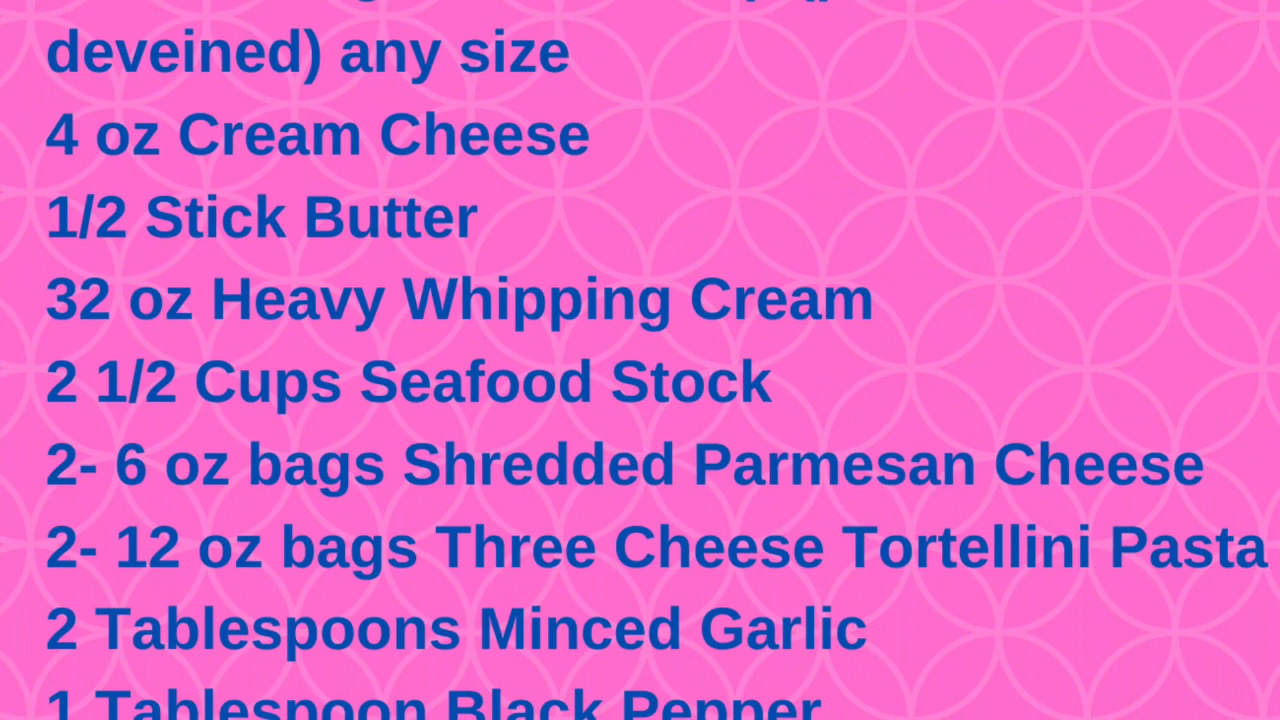 deveined) any size
4 oz Cream Cheese
1/2 Stick Butter
32 oz Heavy Whipping Cream
2 1/2 Cups Seafood Stock
2- 6 oz bags Shredded Parmesan Cheese
2- 12 oz bags Three Cheese Tortellini Pasta
2 Tablespoons Minced Garlic
1 Tablespoon Black Pepper